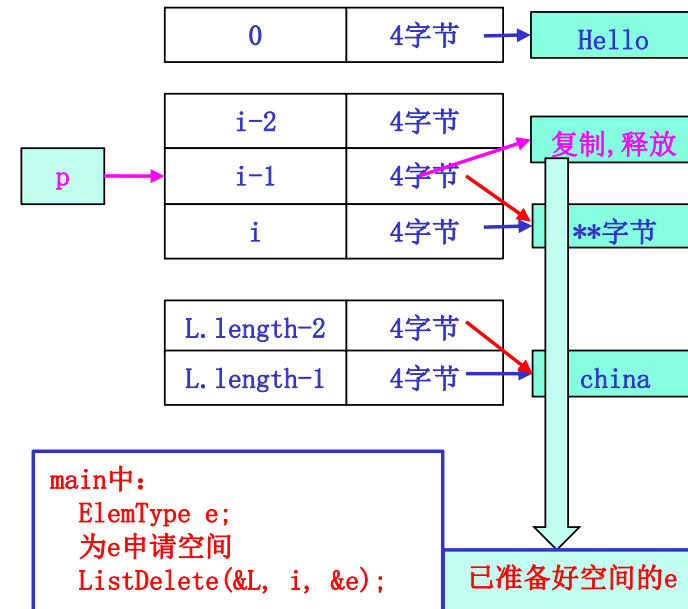 0 4字节 Hello
i-2 4字节
复制,释放
p i-1 4字节
i 4字节 **字节
L.length-2 4字节
L.length-1 4字节 china
main中:
ElemType e;
为e申请空间
ListDelete(&L, i, &e);
已准备好空间的e